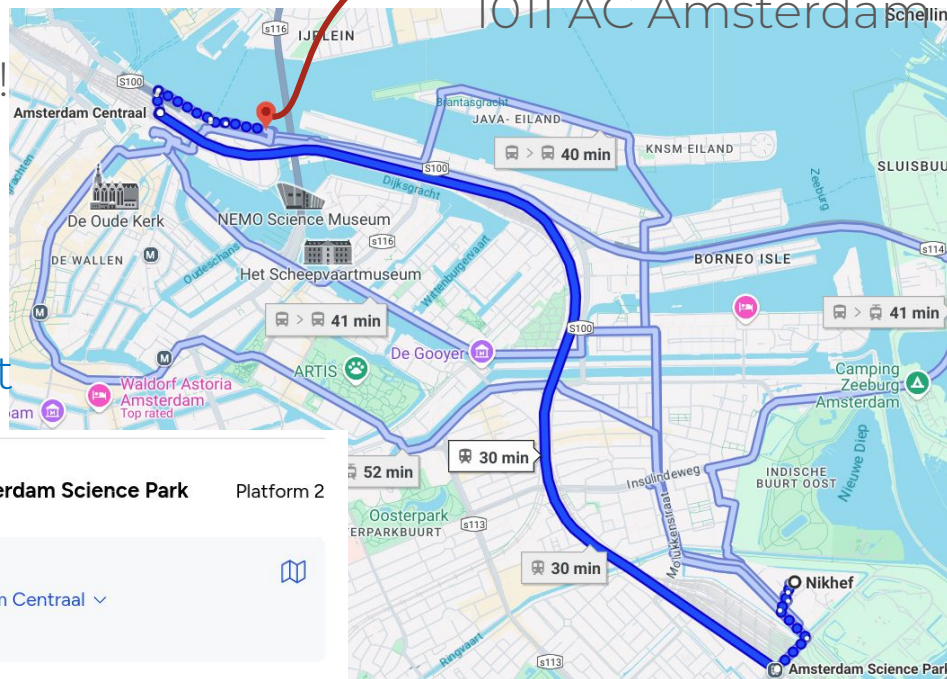 1011 AC Amsterdam
!
s116
IJPLEIN
S100
Amsterdam Centraal
Brantasgracht
JAVA- EILAND
40 min
KNSM EILAND
SLUISBUU
S100
Dijksgracht
Zeeburg
De Oude Kerk
NEMO Science Museum
s116
DE WALLEN
M
Oudeschans
Het Scheepvaartmuseum
Wittenburgervaart
BORNEO ISLE
s114
M
41 min
S100
41 min
t
M
De Gooyer
ARTIS
Camping
Zeeburg
Amsterdam
Waldorf Astoria
Amsterdam
Top rated
am
30 min
52 min
Nieuwe Diep
erdam Science Park
Platform 2
Insulindeweg
INDISCHE
BUURT OOST
Oosterpark
s113
ERPARKBUURT
Molukkenstraat
30 min
Nikhef
m Centraal
Ringvaart
s113
Amsterdam Science Park